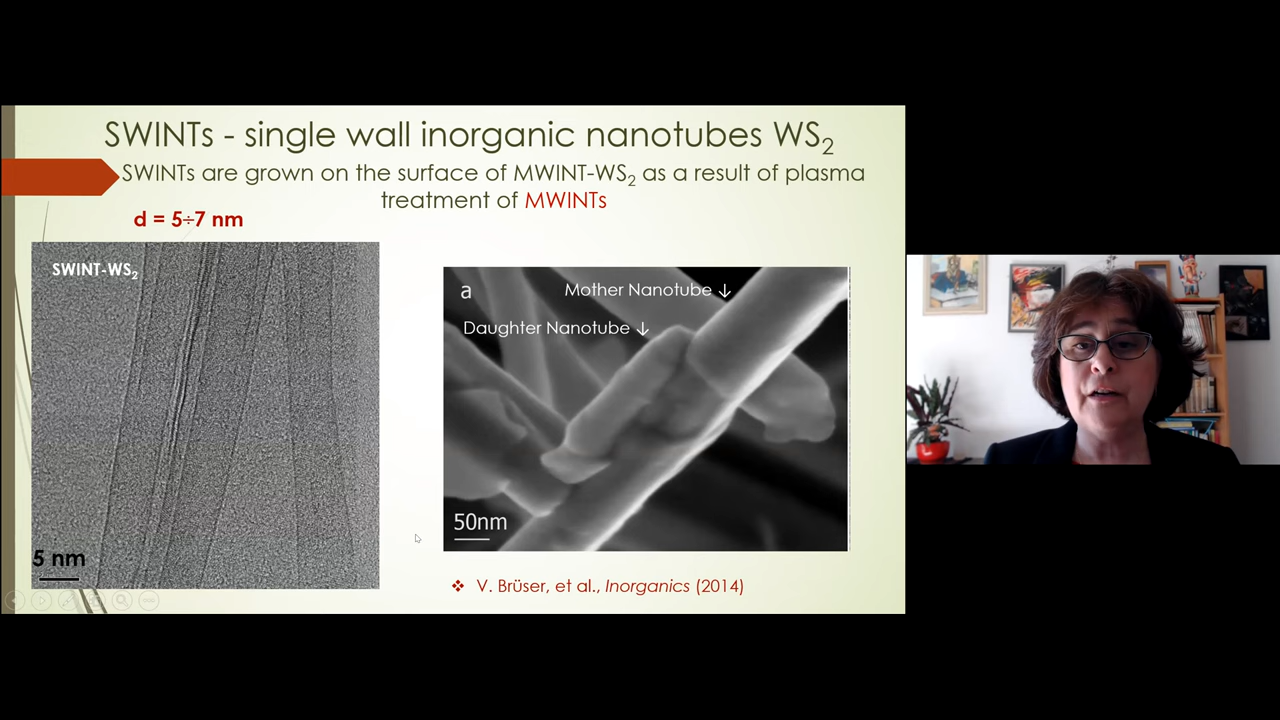 SWINTs - single wall inorganic nanotubes WS₂
SWINTs are grown on the surface of MWINT-WS₂ as a result of plasma
treatment of MWINTs
d = 5÷7 nm
SWINT-WS₂
5 nm
a
Mother Nanotube ↓
Daughter Nanotube ↓
50nm
❖ V. Brüser, et al., Inorganics (2014)